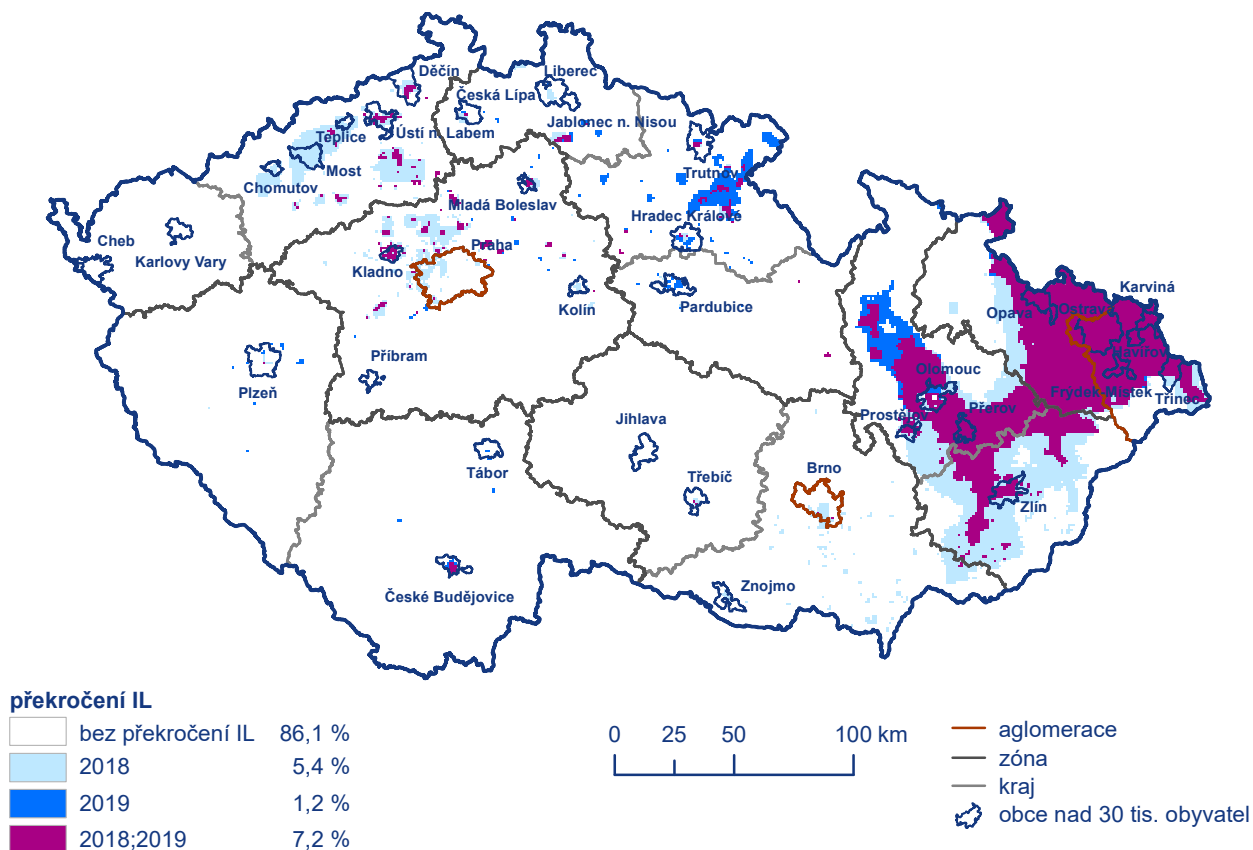 Děčín
Liberec
Česká Lípa
Jablonec n. Nisou
Teplice
Ústí n. Labem
Most
Chomutov
Trutnov
Mladá Boleslav
Hradec Králové
Cheb
Karlovy Vary
Praha
Kladno
Kolín
Pardubice
Karviná
Opava
Ostrava
Havířov
Plzeň
Příbram
Olomouc
Frýdek-Místek
Třinec
Prostějov
Přerov
Jihlava
Tábor
Třebíč
Brno
Zlín
České Budějovice
Znojmo
překročení IL
bez překročení IL 86,1 %
2018 5,4 %
2019 1,2 %
2018;2019 7,2 %
0 25 50 100 km
aglomerace
zóna
kraj
obce nad 30 tis. obyvatel